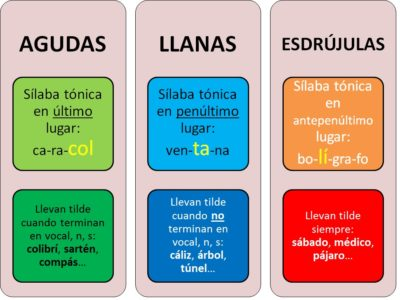 AGUDAS
Sílaba tónica
en último
lugar:
ca-ra-col
Llevan tilde
cuando terminan
en vocal, n, s:
colibrí, sartén,
compás...
LLANAS
Sílaba tónica
en penúltimo
lugar:
ven-ta-na
Llevan tilde
cuando no
terminan en
vocal, n, s:
cáliz, árbol,
túnel...
ESDRÚJULAS
Sílaba tónica
en
antepenúltimo
lugar:
bo-lí-gra-fo
Llevan tilde
siempre:
sábado, médico,
pájaro...